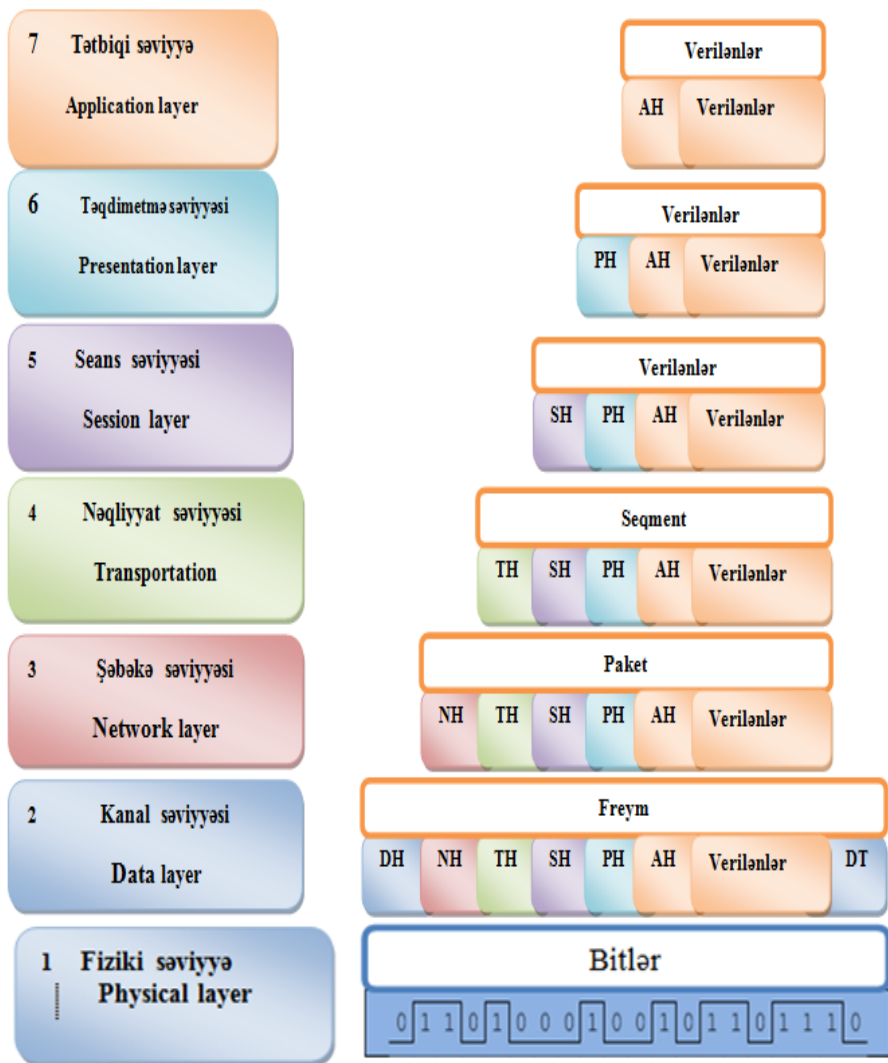 7 Tətbiqi səviyyə
Application layer
Verilənlər
AH Verilənlər
6 Təqdimetmə səviyyəsi
Presentation layer
Verilənlər
PH AH Verilənlər
5 Seans səviyyəsi
Session layer
Verilənlər
SH PH AH Verilənlər
4 Nəqliyyat səviyyəsi
Transportation
Seqment
TH SH PH AH Verilənlər
3 Şəbəkə səviyyəsi
Network layer
Paket
NH TH SH PH AH Verilənlər
2 Kanal səviyyəsi
Data layer
Freym
DH NH TH SH PH AH Verilənlər DT
1 Fiziki səviyyə
Physical layer
Bitlər
0 1 1 0 1 0 0 0 1 0 0 1 0 1 1 0 1 1 1 0